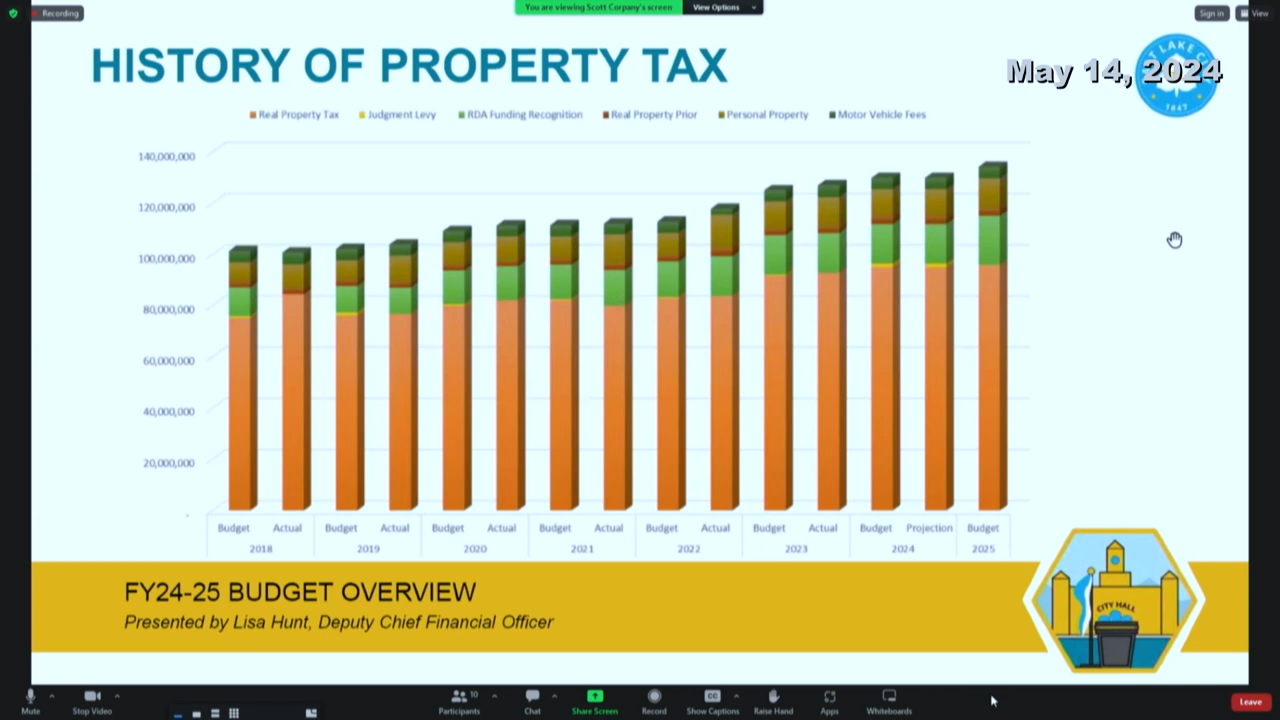 Recording
You are viewing Scott Corpany's screen
View Options
Sign in
View
HISTORY OF PROPERTY TAX
May 14, 2024
LAKE
1847
Real Property Tax
Judgment Levy
RDA Funding Recognition
Real Property Prior
Personal Property
Motor Vehicle Fees
140,000,000
120,000,000
100,000,000
80,000,000
60,000,000
40,000,000
20,000,000
-
Budget Actual Budget Actual Budget Actual Budget Actual Budget Actual Budget Actual Budget Projection Budget
2018 2019 2020 2021 2022 2023 2024 2025
FY24-25 BUDGET OVERVIEW
Presented by Lisa Hunt, Deputy Chief Financial Officer
CITY HALL
10
CC
Mute
Stop Video
Participants
Chat
Share Screen
Record
Show Captions
Raise Hand
Apps
Whiteboards
Leave